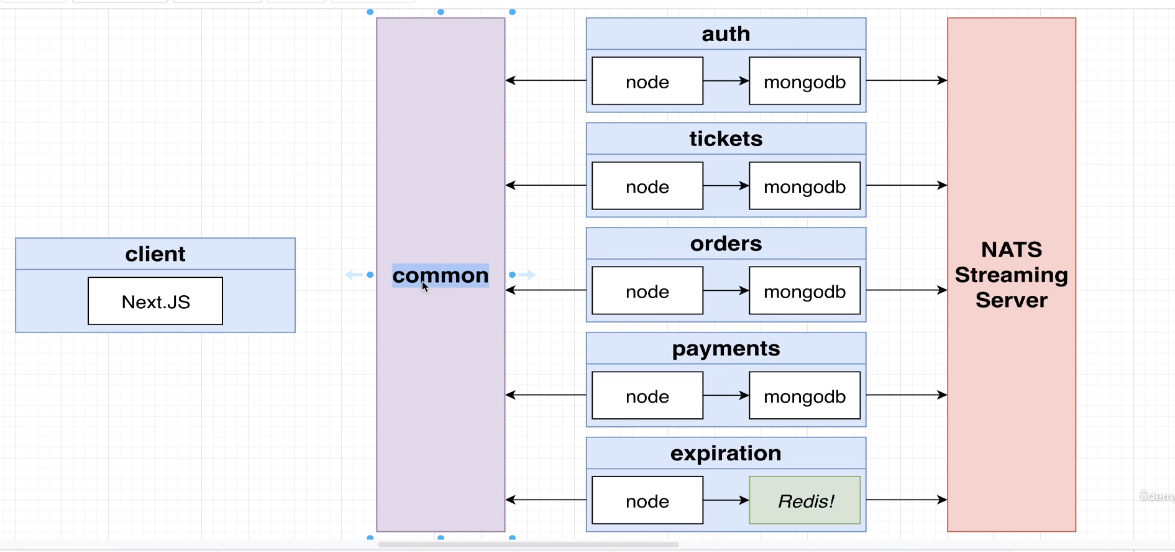 auth
node
mongodb
tickets
node
mongodb
client
Next.JS
common
orders
node
mongodb
NATS
Streaming
Server
payments
node
mongodb
expiration
node
Redis!
ûdemy